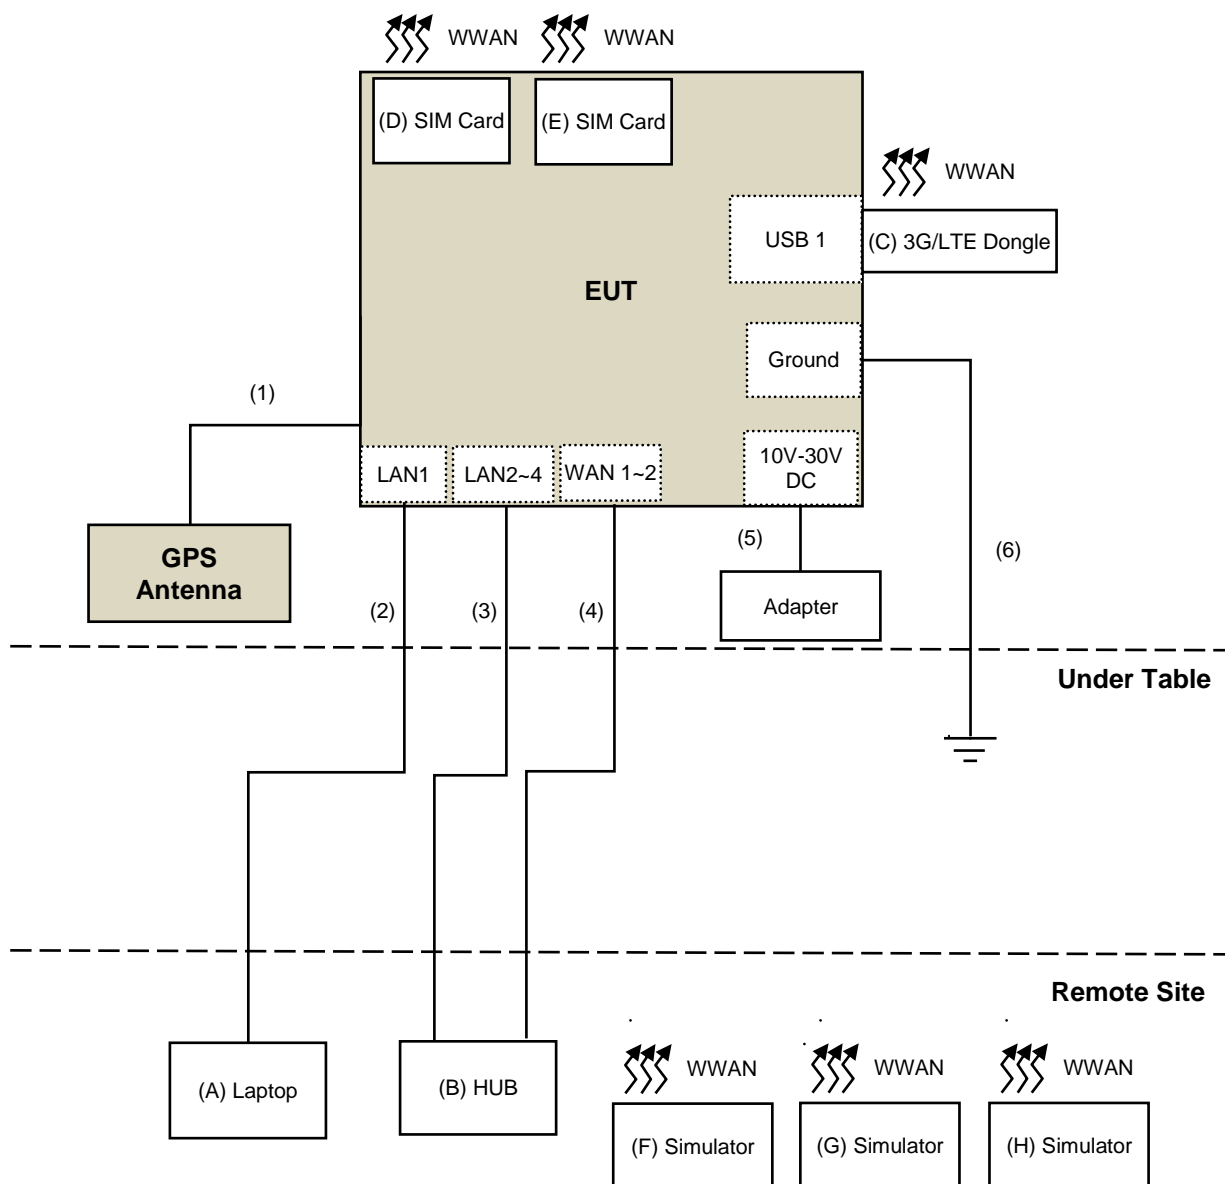 WWAN
WWAN
(D) SIM Card
(E) SIM Card
WWAN
USB 1
(C) 3G/LTE Dongle
EUT
Ground
(1)
LAN1
LAN2~4
WAN 1~2
10V-30V
DC
GPS
Antenna
(5)
(6)
(2)
(3)
(4)
Adapter
Under Table
Remote Site
WWAN
WWAN
WWAN
(A) Laptop
(B) HUB
(F) Simulator
(G) Simulator
(H) Simulator